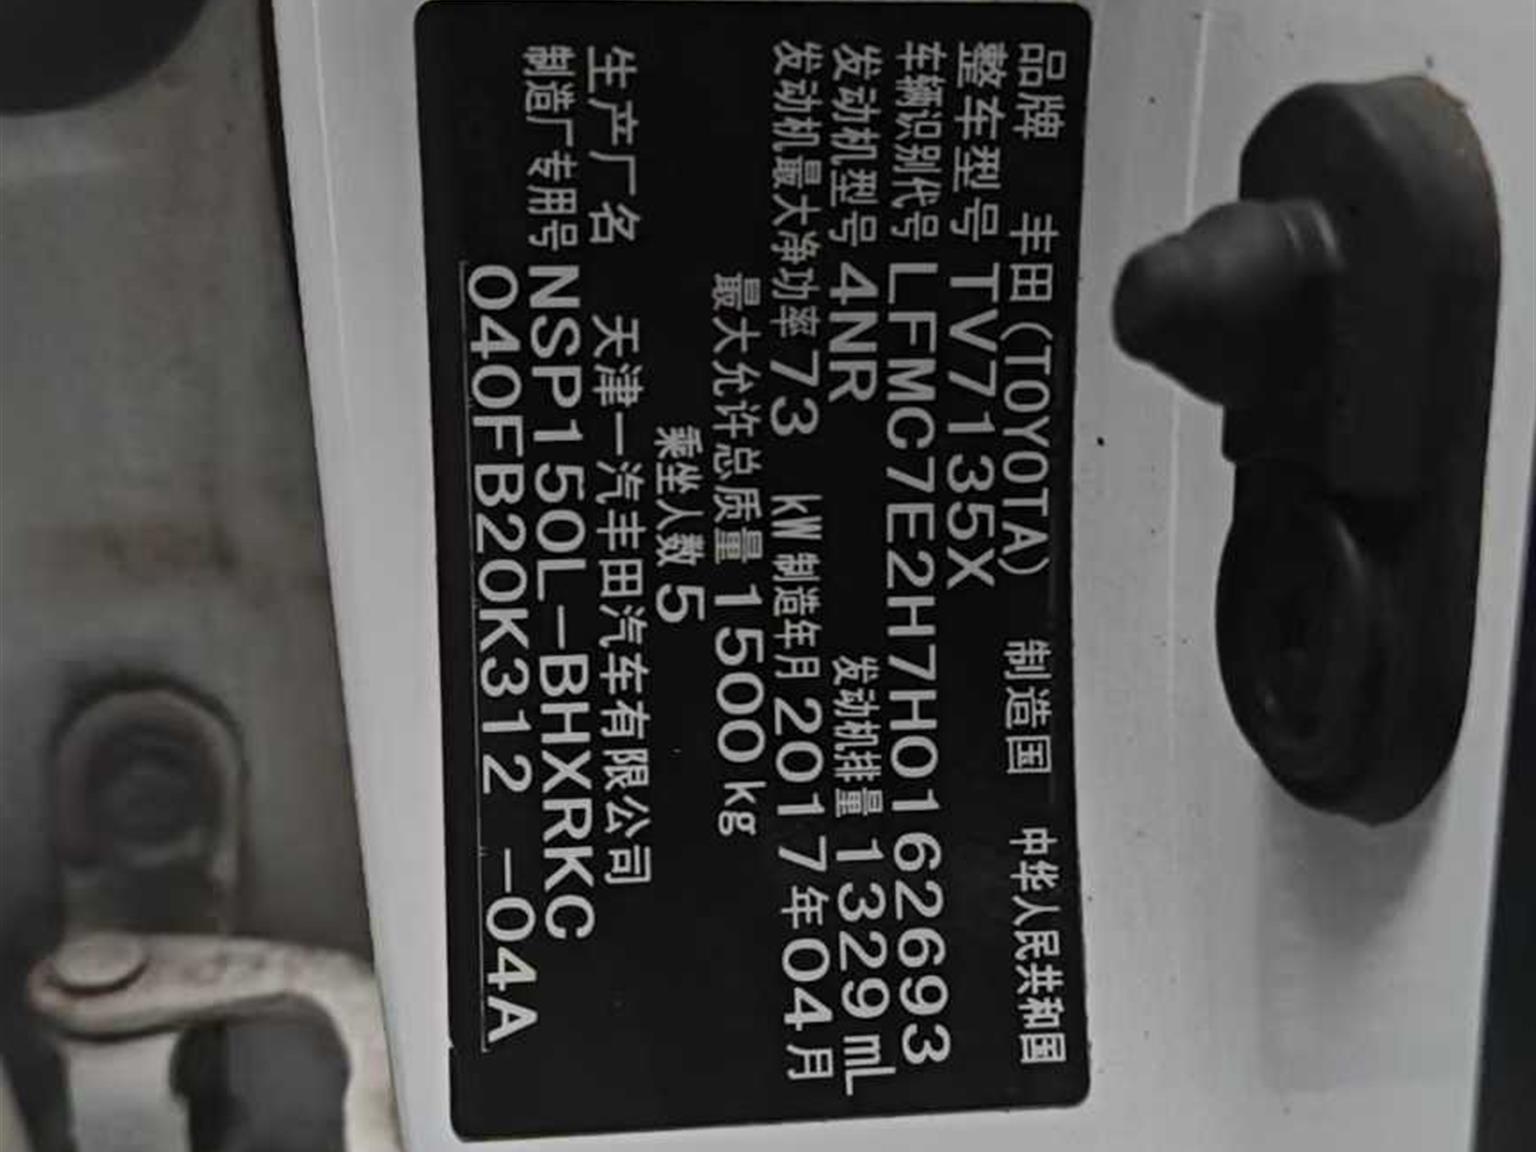 品牌 丰田(TOYOTA) 制造国 中华人民共和国
整车型号 TV7135X
车辆识别代号 LFMC7E2H7H0162693
发动机型号 4NR 发动机排量 1329mL
发动机最大净功率 73 kW 制造年月 2017年04月
最大允许总质量 1500kg
乘坐人数 5
生产厂名 天津一汽丰田汽车有限公司
制造厂专用号 NSP150L-BHXRKC
040FB20K312 -04A